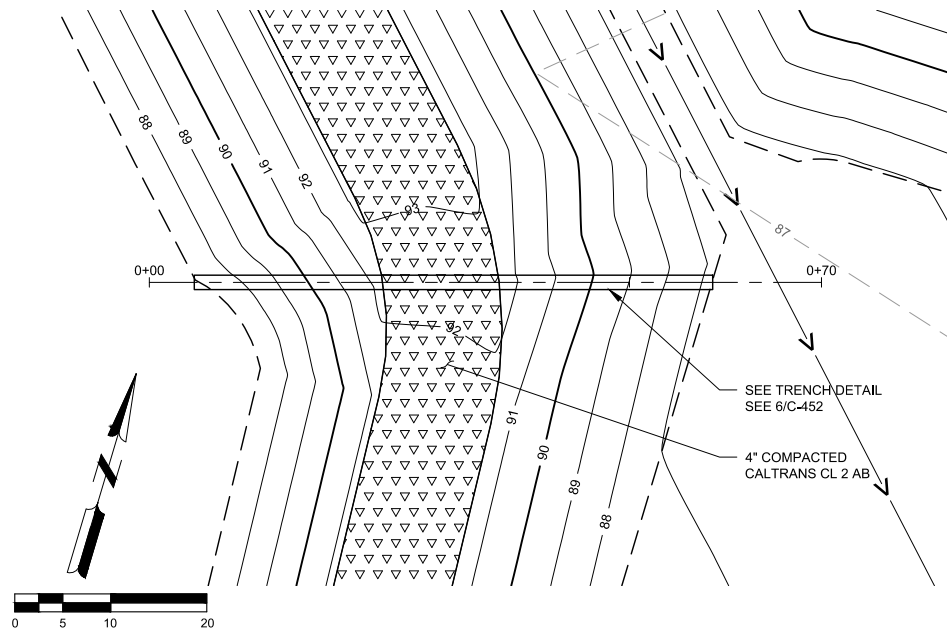 88
89
90
91
92
93
87
0+00
0+70
92
SEE TRENCH DETAIL
SEE 6/C-452
91
90
89
88
4" COMPACTED
CALTRANS CL 2 AB
N
0 5 10 20